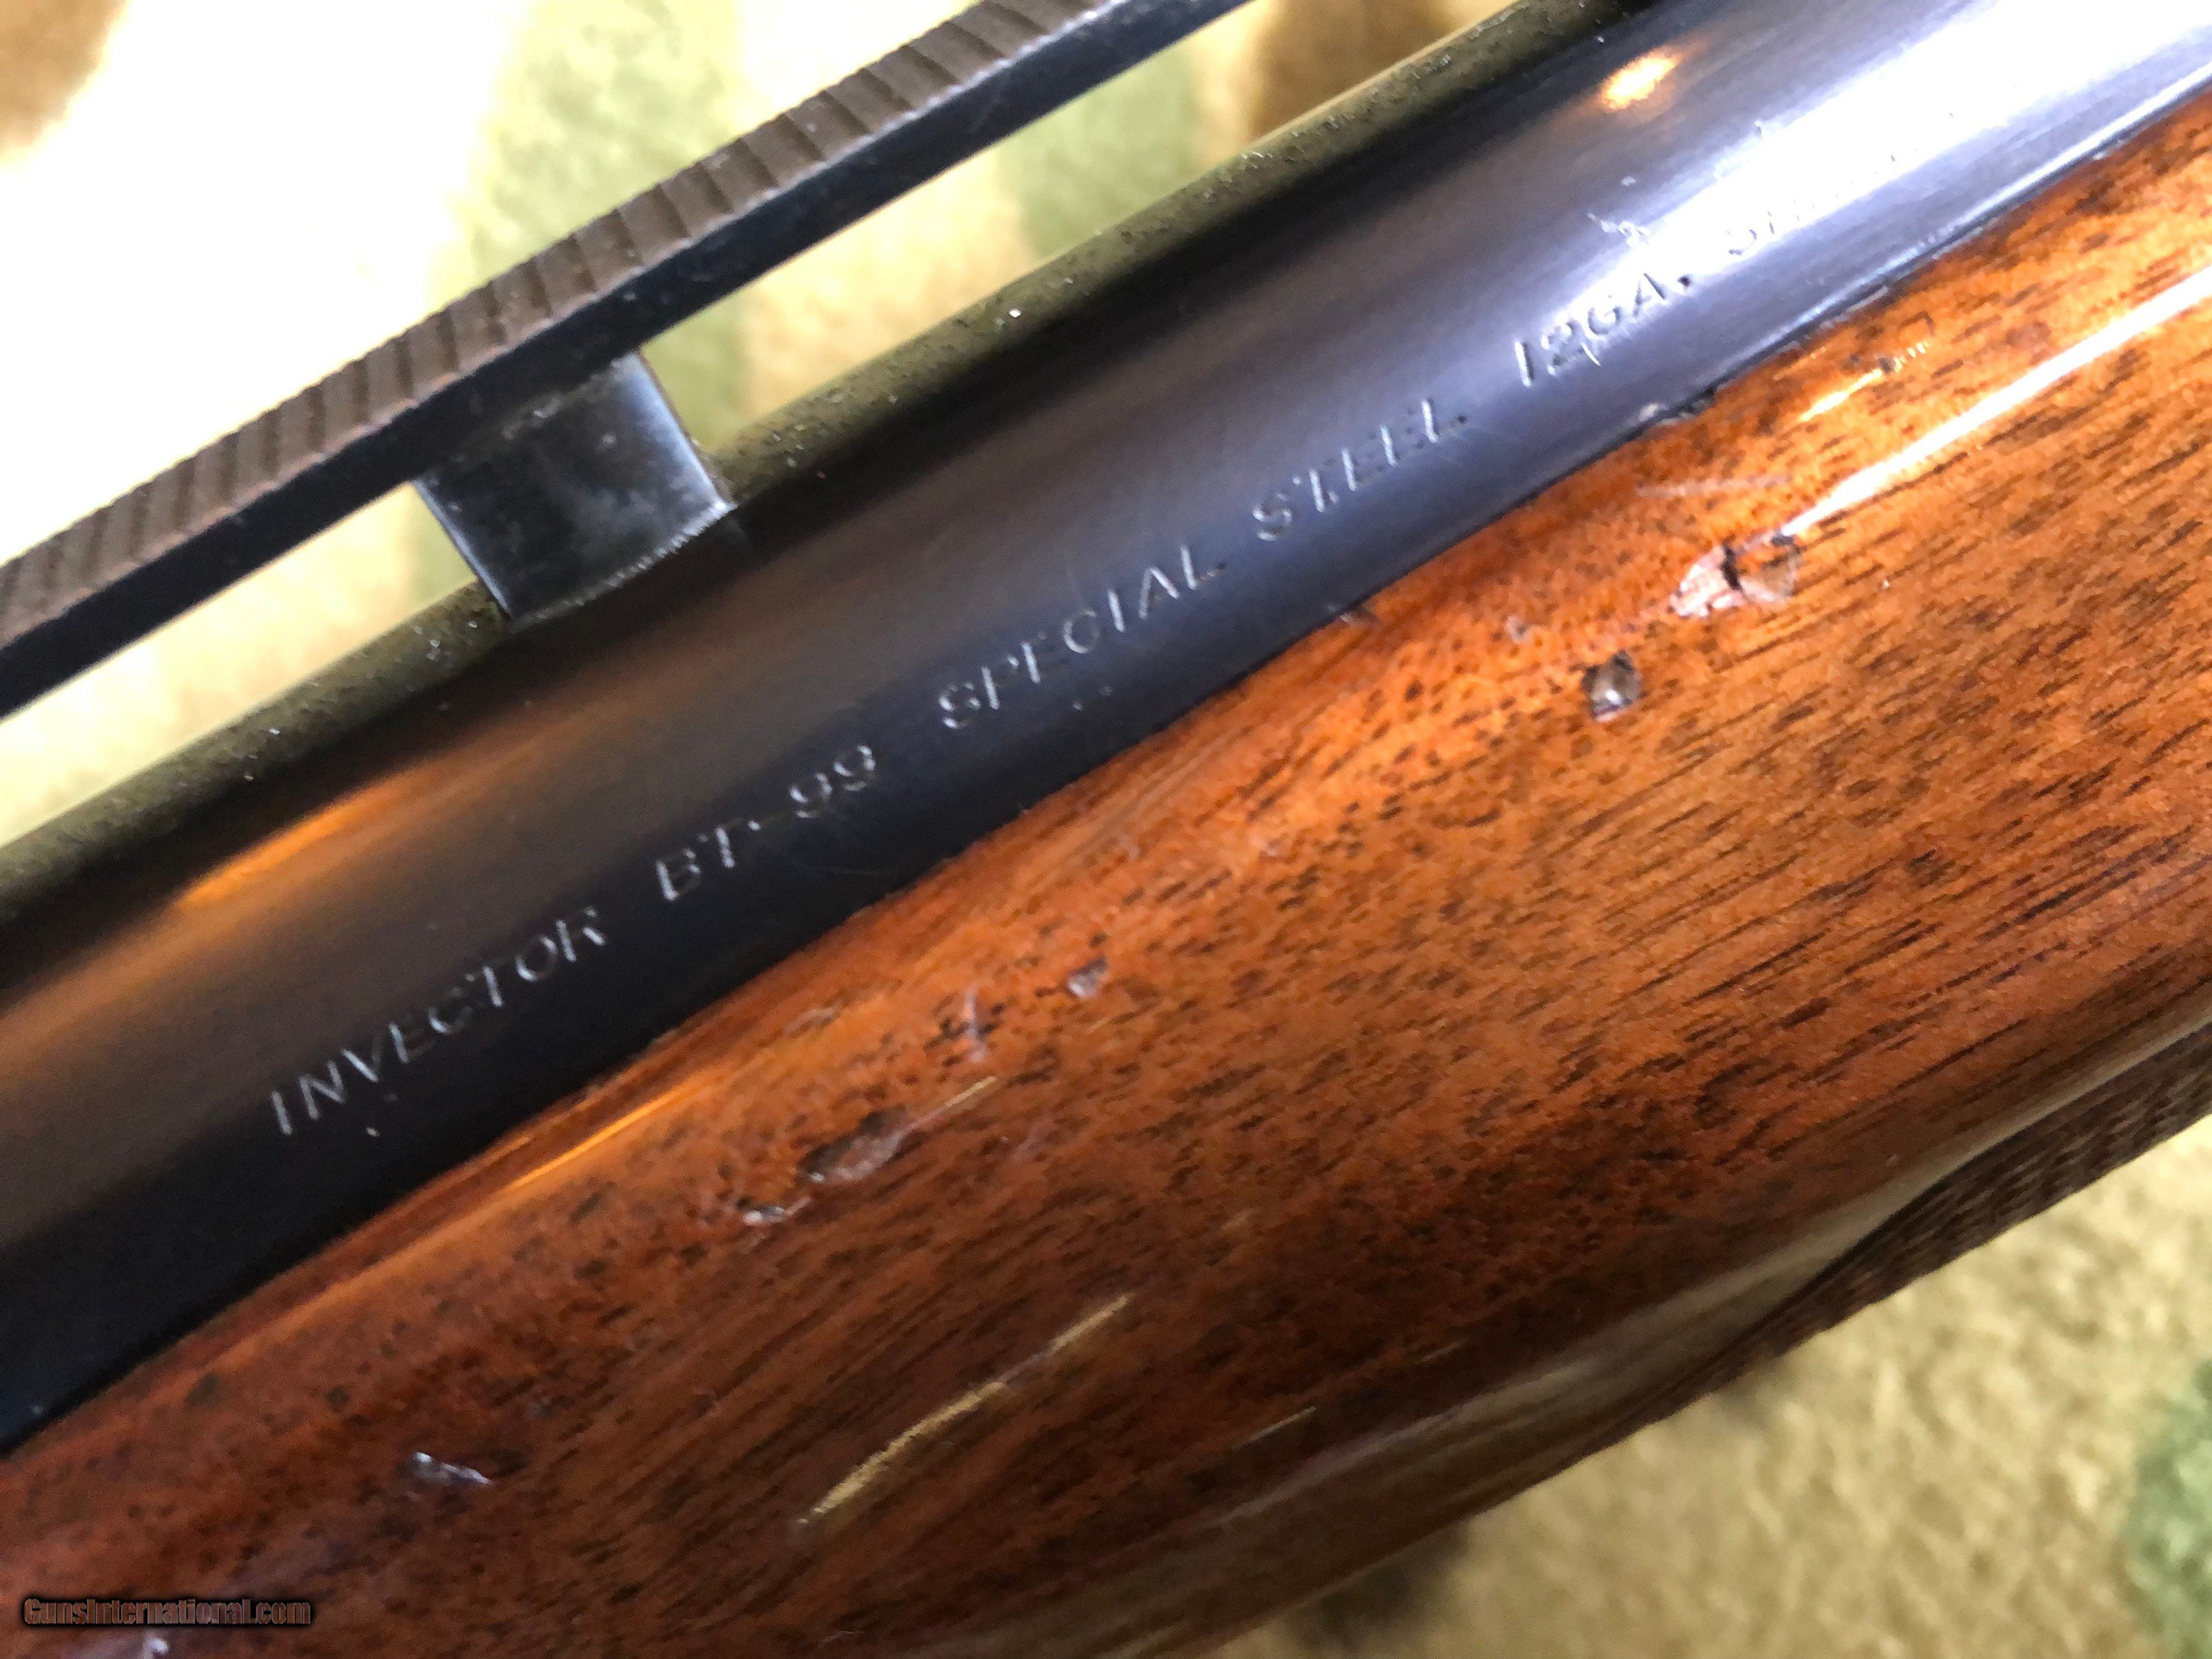 INVECTOR BT-99 SPECIAL STEEL. 12GA.
GunsInternational.com